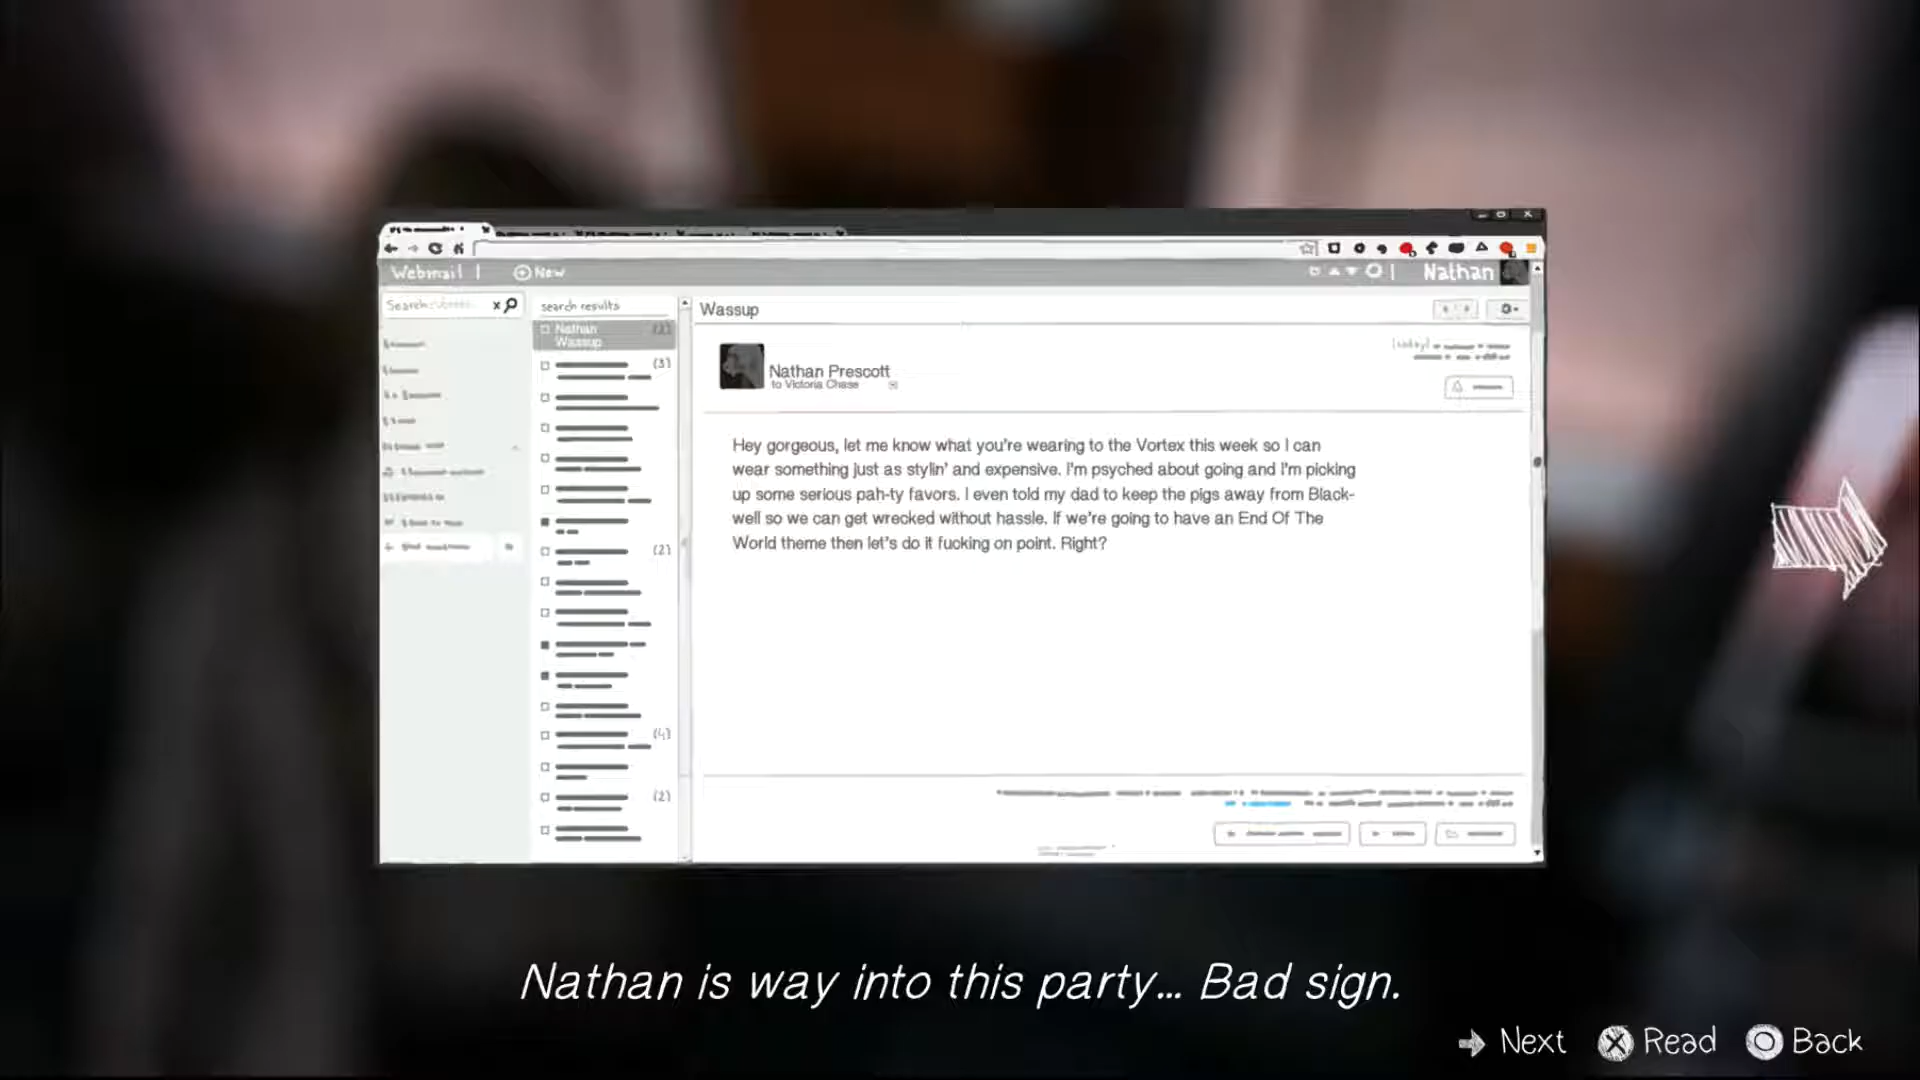 Webmail | New
Nathan
Search
search results
Nathan (2)
Wassup
(3)
(2)
(4)
(2)
Wassup
[today]
Nathan Prescott
to Victoria Chase
Hey gorgeous, let me know what you're wearing to the Vortex this week so I can
wear something just as stylin' and expensive. I'm psyched about going and I'm picking
up some serious pah-ty favors. I even told my dad to keep the pigs away from Black-
well so we can get wrecked without hassle. If we're going to have an End Of The
World theme then let's do it fucking on point. Right?
Nathan is way into this party... Bad sign.
Next Read Back